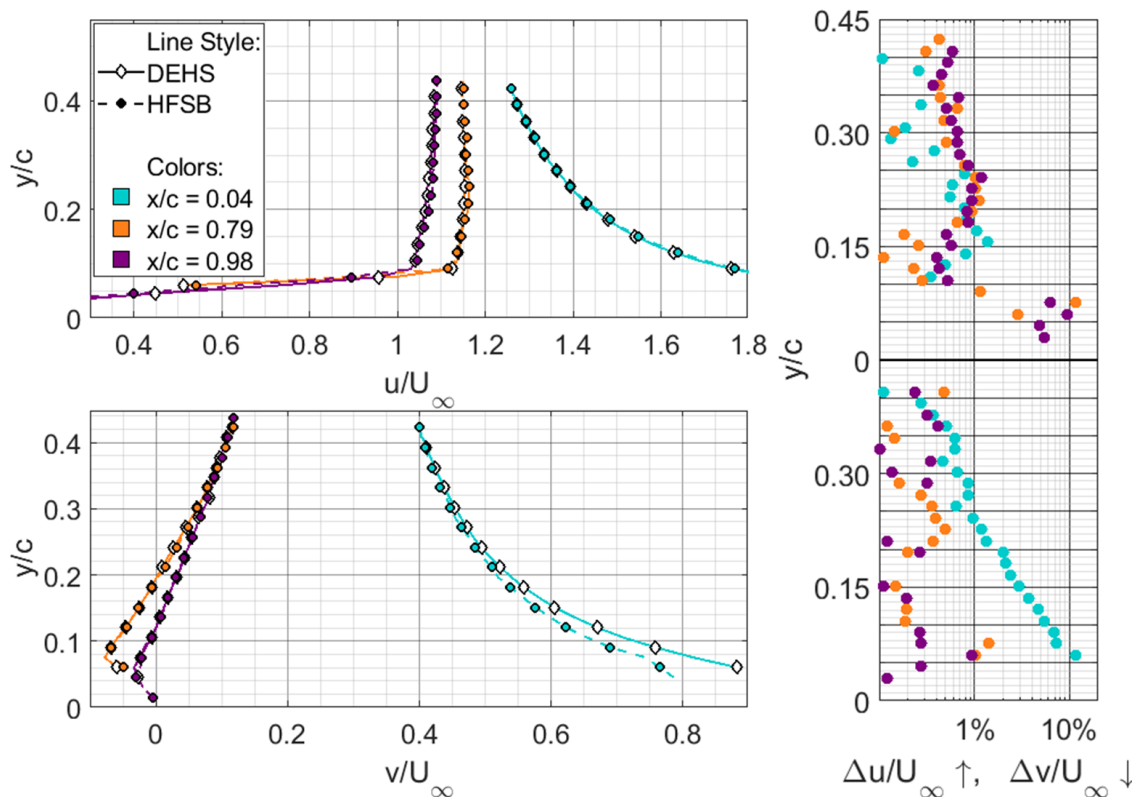 Line Style:
DEHS
HFSB
Colors:
x/c = 0.04
x/c = 0.79
x/c = 0.98
y/c
0.4
0.2
0
0.4 0.6 0.8 1 1.2 1.4 1.6 1.8
u/U∞
y/c
0.4
0.3
0.2
0.1
0
0 0.2 0.4 0.6 0.8
v/U∞
y/c
0.45
0.30
0.15
0
0.30
0.15
0
1% 10%
Δu/U∞ ↑, Δv/U∞ ↓